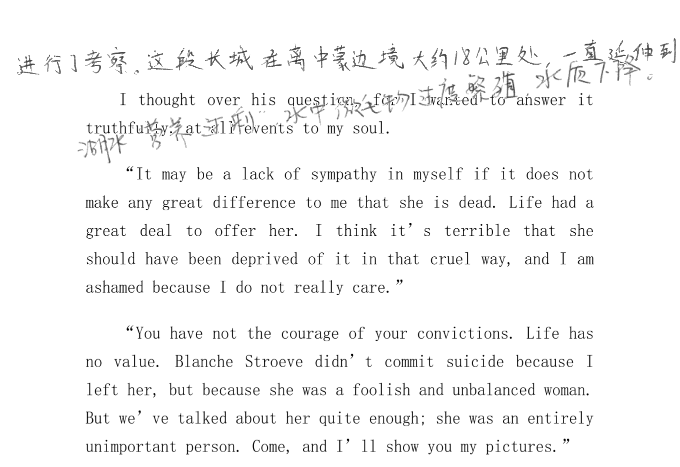 进行了考察。这段长城在离中蒙边境大约18公里处，一直延伸到
I thought over his question, for I wanted to answer it
truthfully, at all events to my soul.
湖水营养过剩，水中微生物过度繁殖，水质下降。
“It may be a lack of sympathy in myself if it does not
make any great difference to me that she is dead. Life had a
great deal to offer her. I think it’s terrible that she
should have been deprived of it in that cruel way, and I am
ashamed because I do not really care.”
“You have not the courage of your convictions. Life has
no value. Blanche Stroeve didn’t commit suicide because I
left her, but because she was a foolish and unbalanced woman.
But we’ve talked about her quite enough; she was an entirely
unimportant person. Come, and I’ll show you my pictures.”